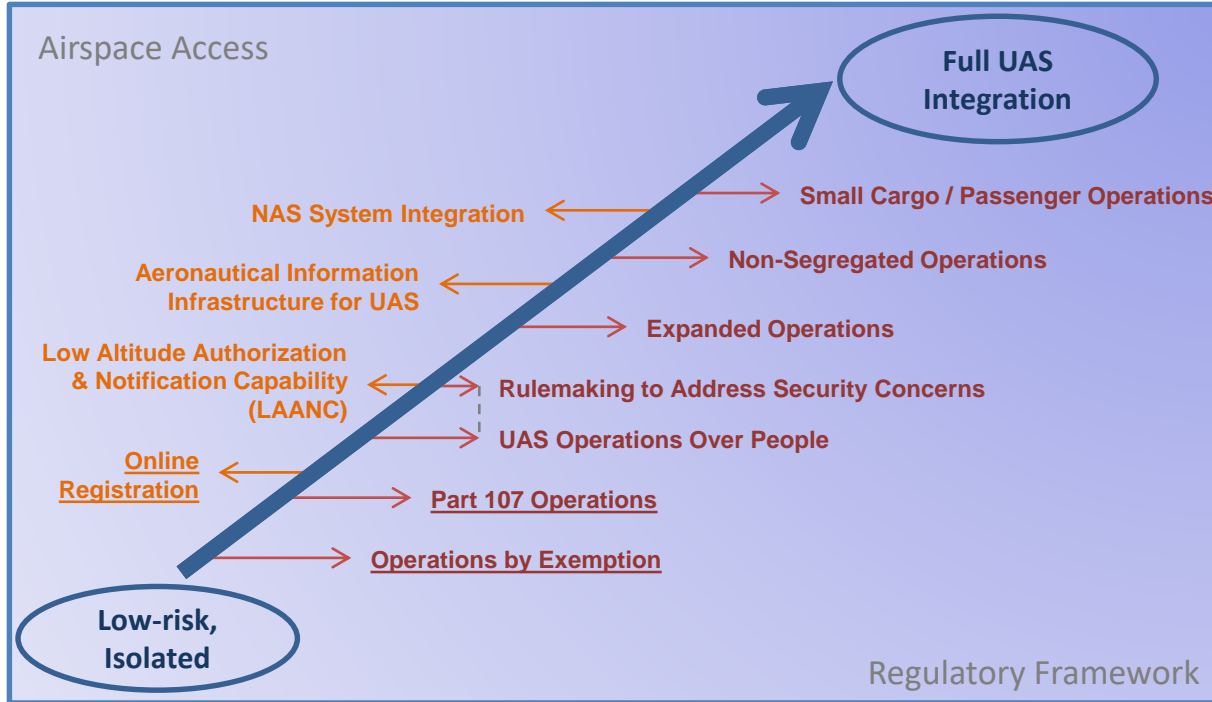 Airspace Access
Full UAS
Integration
Small Cargo / Passenger Operations
NAS System Integration
Non-Segregated Operations
Aeronautical Information
Infrastructure for UAS
Expanded Operations
Low Altitude Authorization
& Notification Capability
(LAANC)
Rulemaking to Address Security Concerns
UAS Operations Over People
Online
Registration
Part 107 Operations
Operations by Exemption
Low-risk,
Isolated
Regulatory Framework